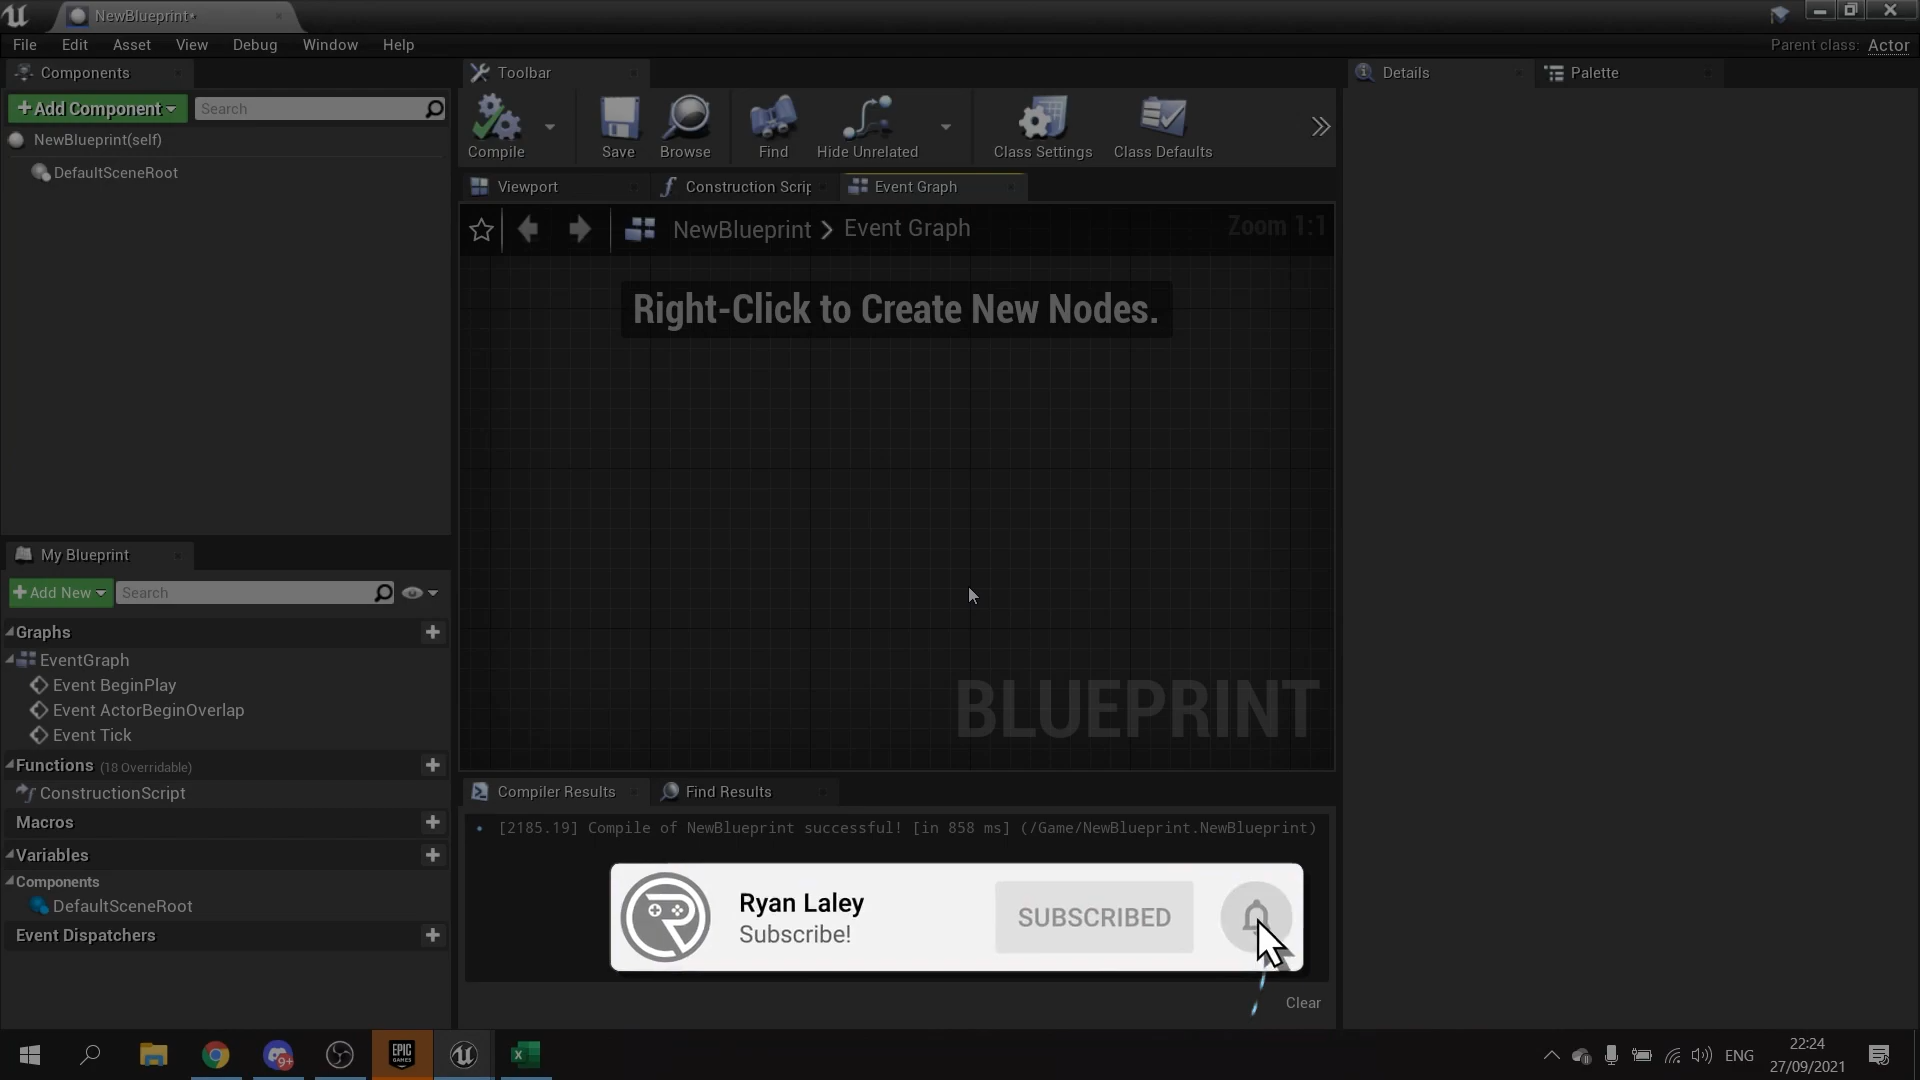 NewBlueprint*
File Edit Asset View Debug Window Help
Parent class: Actor
Components
Toolbar
Details
Palette
+Add Component
Search
Compile
Save
Browse
Find
Hide Unrelated
Class Settings
Class Defaults
NewBlueprint(self)
DefaultSceneRoot
Viewport
Construction Scrip
Event Graph
NewBlueprint > Event Graph
Zoom 1:1
Right-Click to Create New Nodes.
BLUEPRINT
My Blueprint
+Add New
Search
Graphs
EventGraph
Event BeginPlay
Event ActorBeginOverlap
Event Tick
Functions (18 Overridable)
ConstructionScript
Macros
Variables
Components
DefaultSceneRoot
Event Dispatchers
Compiler Results
Find Results
[2185.19] Compile of NewBlueprint successful! [in 858 ms] (/Game/NewBlueprint.NewBlueprint)
Ryan Laley
Subscribe!
SUBSCRIBED
Clear
9+
EPIC
GAMES
ENG
22:24
27/09/2021